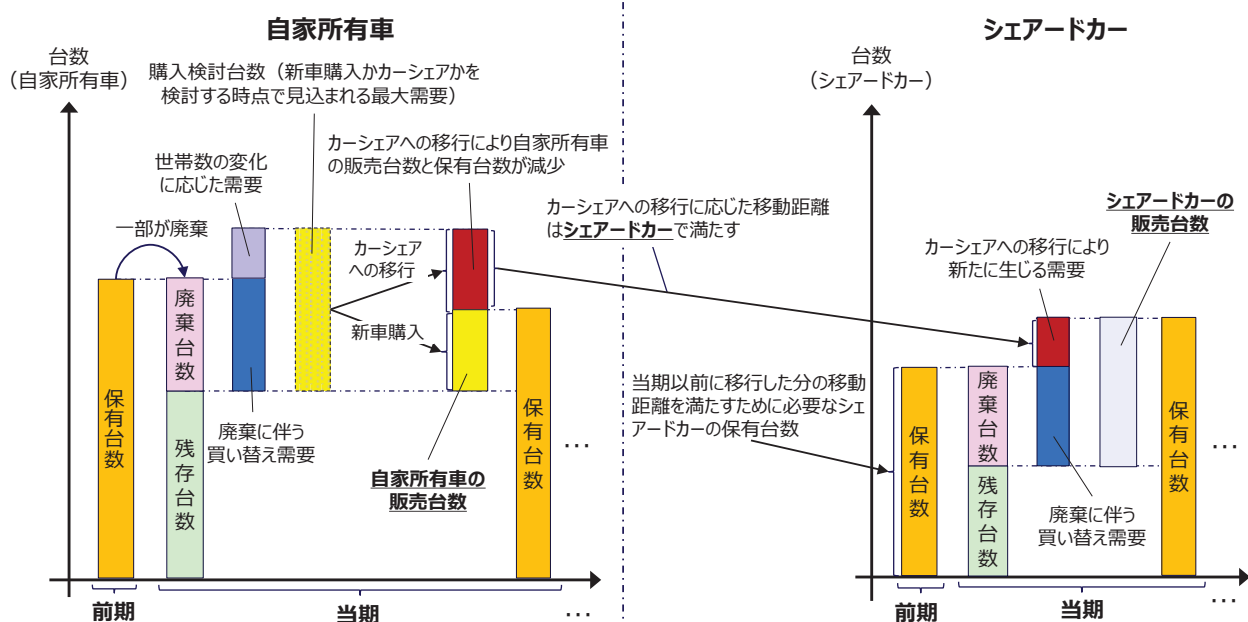 自家所有車
台数
（自家所有車）
購入検討台数（新車購入かカーシェアかを
検討する時点で見込まれる最大需要）
カーシェアへの移行により自家所有車
の販売台数と保有台数が減少
世帯数の変化
に応じた需要
一部が廃棄
カーシェア
への移行
新車購入
保有台数
廃棄台数
残存台数
廃棄に伴う
買い替え需要
自家所有車の
販売台数
保有台数
…
前期
当期
…
シェアードカー
台数
（シェアードカー）
カーシェアへの移行に応じた移動距離
はシェアードカーで満たす
シェアードカーの
販売台数
カーシェアへの移行により
新たに生じる需要
当期以前に移行した分の移動
距離を満たすために必要なシェ
アードカーの保有台数
保有台数
廃棄台数
残存台数
廃棄に伴う
買い替え需要
保有台数
…
前期
当期
…